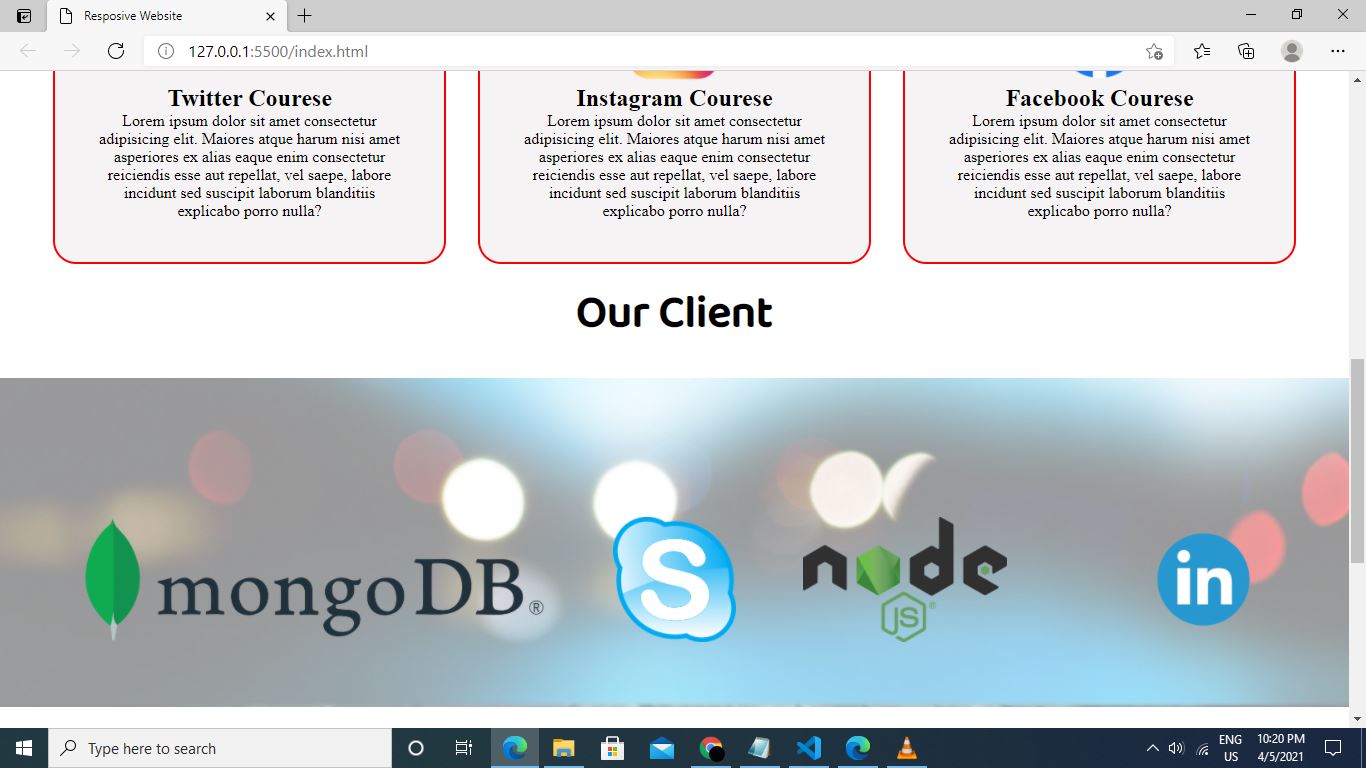 Resposive Website
127.0.0.1:5500/index.html
Twitter Courese
Lorem ipsum dolor sit amet consectetur
adipisicing elit. Maiores atque harum nisi amet
asperiores ex alias eaque enim consectetur
reiciendis esse aut repellat, vel saepe, labore
incidunt sed suscipit laborum blanditiis
explicabo porro nulla?
Instagram Courese
Lorem ipsum dolor sit amet consectetur
adipisicing elit. Maiores atque harum nisi amet
asperiores ex alias eaque enim consectetur
reiciendis esse aut repellat, vel saepe, labore
incidunt sed suscipit laborum blanditiis
explicabo porro nulla?
Facebook Courese
Lorem ipsum dolor sit amet consectetur
adipisicing elit. Maiores atque harum nisi amet
asperiores ex alias eaque enim consectetur
reiciendis esse aut repellat, vel saepe, labore
incidunt sed suscipit laborum blanditiis
explicabo porro nulla?
Our Client
mongoDB®
S
node
JS®
in
Type here to search
ENG
US
10:20 PM
4/5/2021